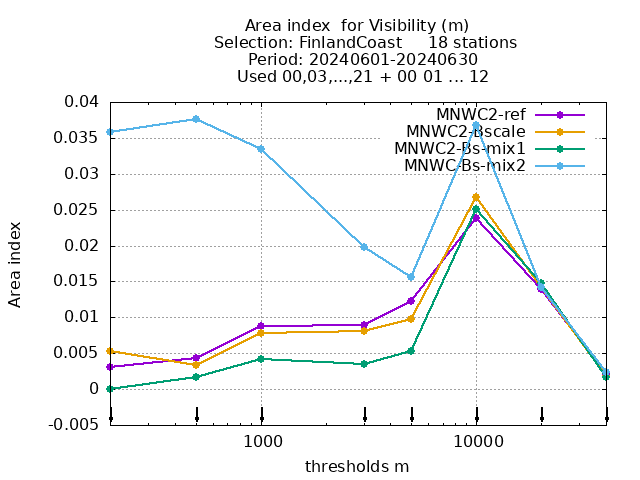 Area index  for Visibility (m)
Selection: FinlandCoast     18 stations
Period: 20240601-20240630
Used 00,03,...,21 + 00 01 ... 12
MNWC2-ref
MNWC2-Bscale
MNWC2-Bs-mix1
MNWC-Bs-mix2
0.04
0.035
0.03
0.025
0.02
0.015
0.01
0.005
0
-0.005
Area index
1000
10000
thresholds m